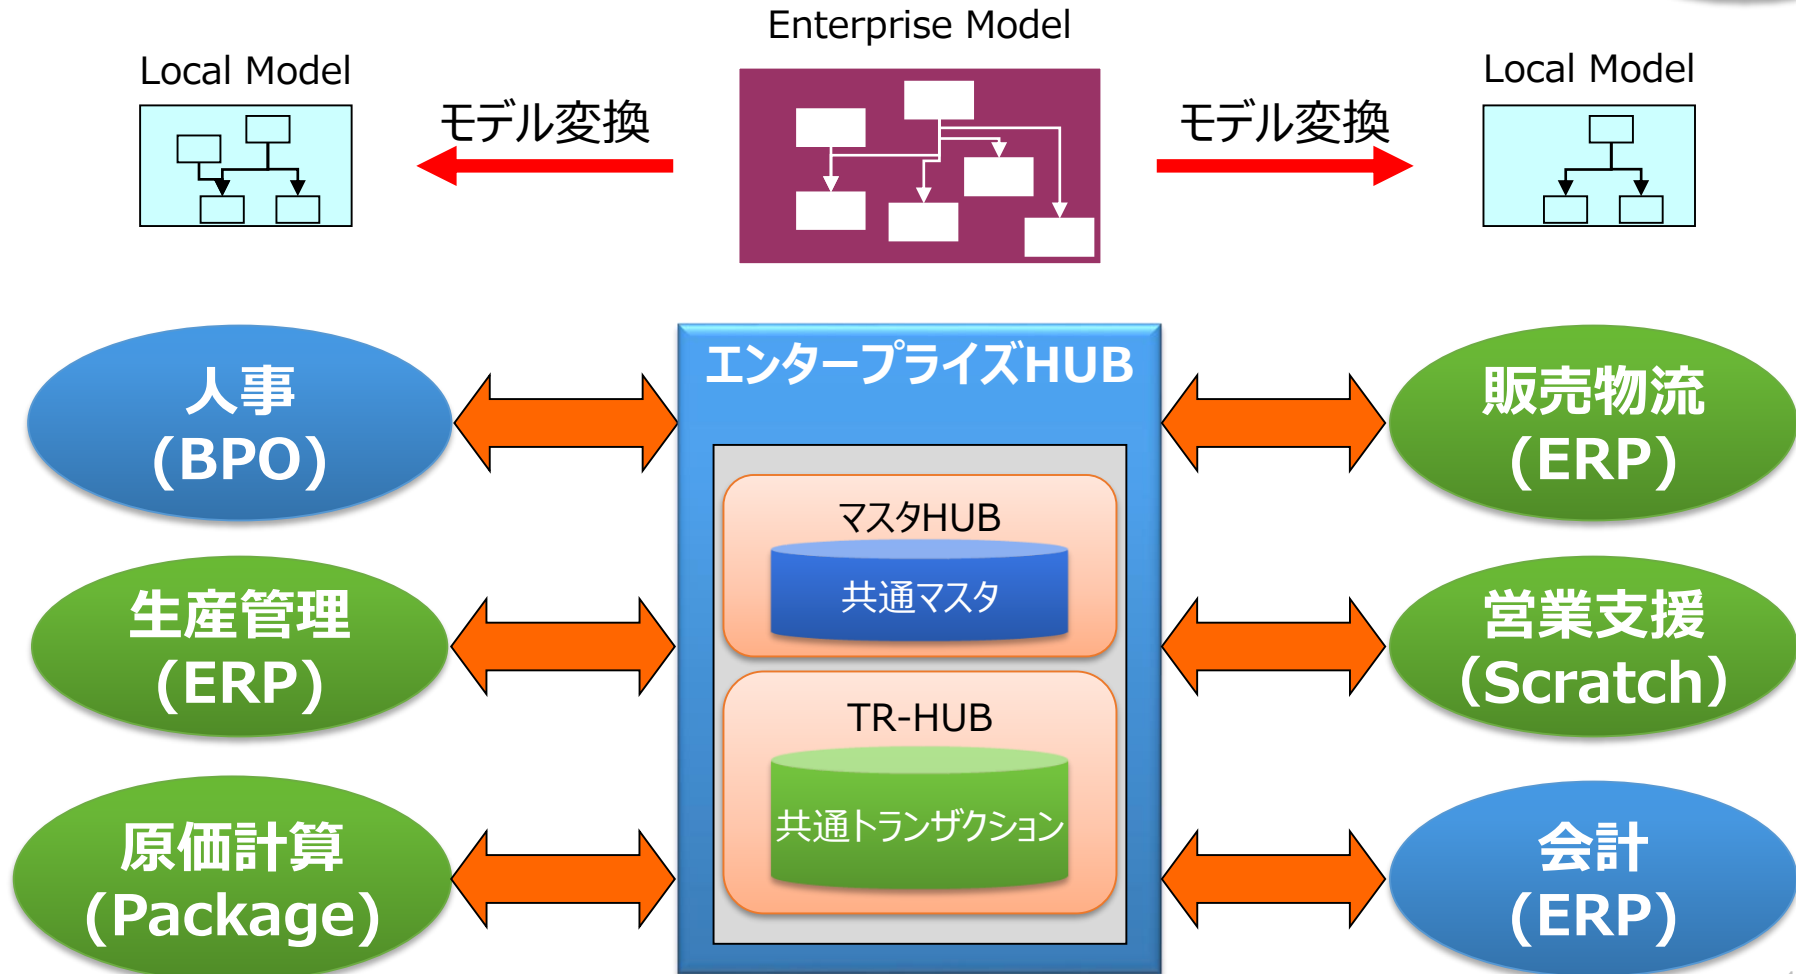 Enterprise Model
Local Model
Local Model
モデル変換
モデル変換
エンタープライズHUB
人事
(BPO)
販売物流
(ERP)
マスタHUB
共通マスタ
生産管理
(ERP)
営業支援
(Scratch)
TR-HUB
共通トランザクション
原価計算
(Package)
会計
(ERP)